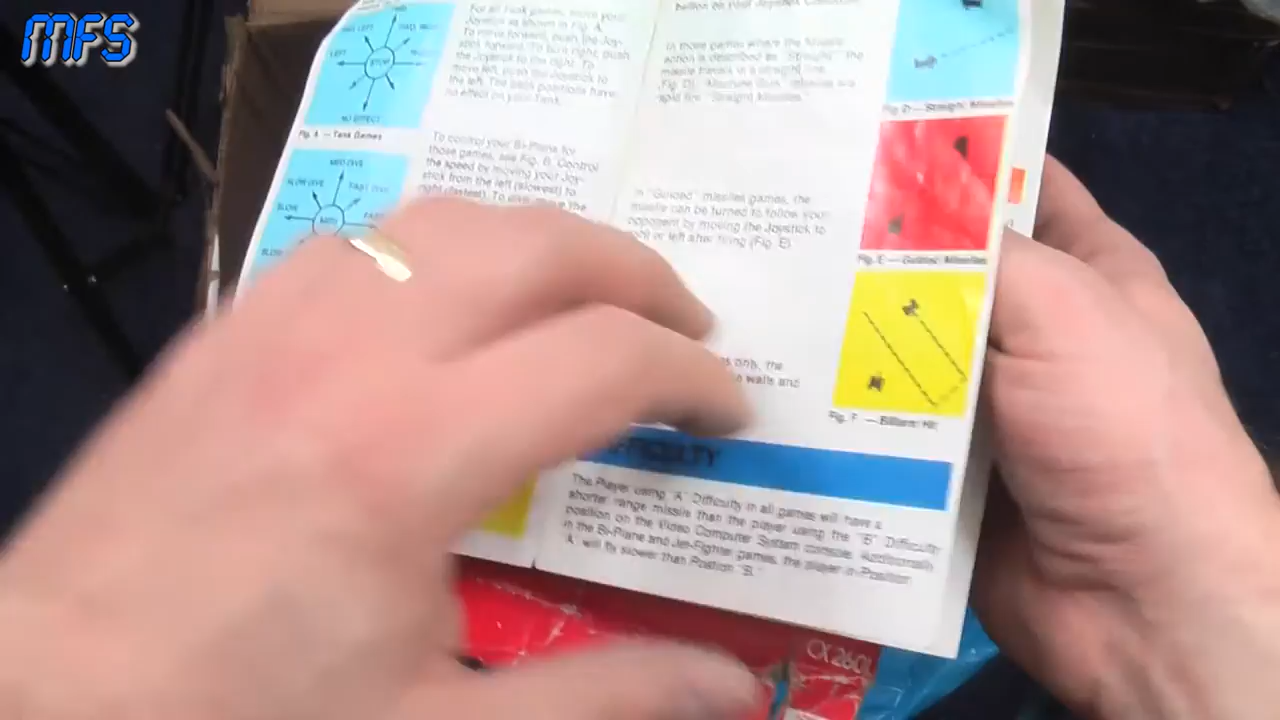 MFS
For all Tank games, move your
Joystick as shown in Fig. A.
To move forward, push the Joy-
stick forward. To turn right, push
the Joystick to the right. To
move left, push the Joystick to
the left. The back positions have
no effect on your Tank.
LEFT
STOP
NO EFFECT
Fig. A — Tank Games
To control your Bi-Plane for
those games, see Fig. B. Control
the speed by moving your Joy-
stick from the left (slowest) to
right (fastest). To dive, move the
SLOW DIVE
FAST DIVE
SLOW
button on your Joystick
In those games where the missile
action is described as "Straight," the
missile travels in a straight line
(Fig. D). "Machine Gun" missiles are
rapid fire "Straight Missiles."
Fig. D — Straight Missiles
In "Guided" missiles games, the
missile can be turned to follow your
opponent by moving the Joystick to
right or left after firing (Fig. E).
Fig. E — Guided Missiles
only, the
walls and
Fig. F — Billiard Hit
DIFFICULTY
The Player using "A" Difficulty in all games will have a
shorter range missile than the player using the "B" Difficulty
position on the Video Computer System console. Additionally
in the Bi-Plane and Jet-Fighter games, the player in Position
"A" will fly slower than Position "B."
CX2601